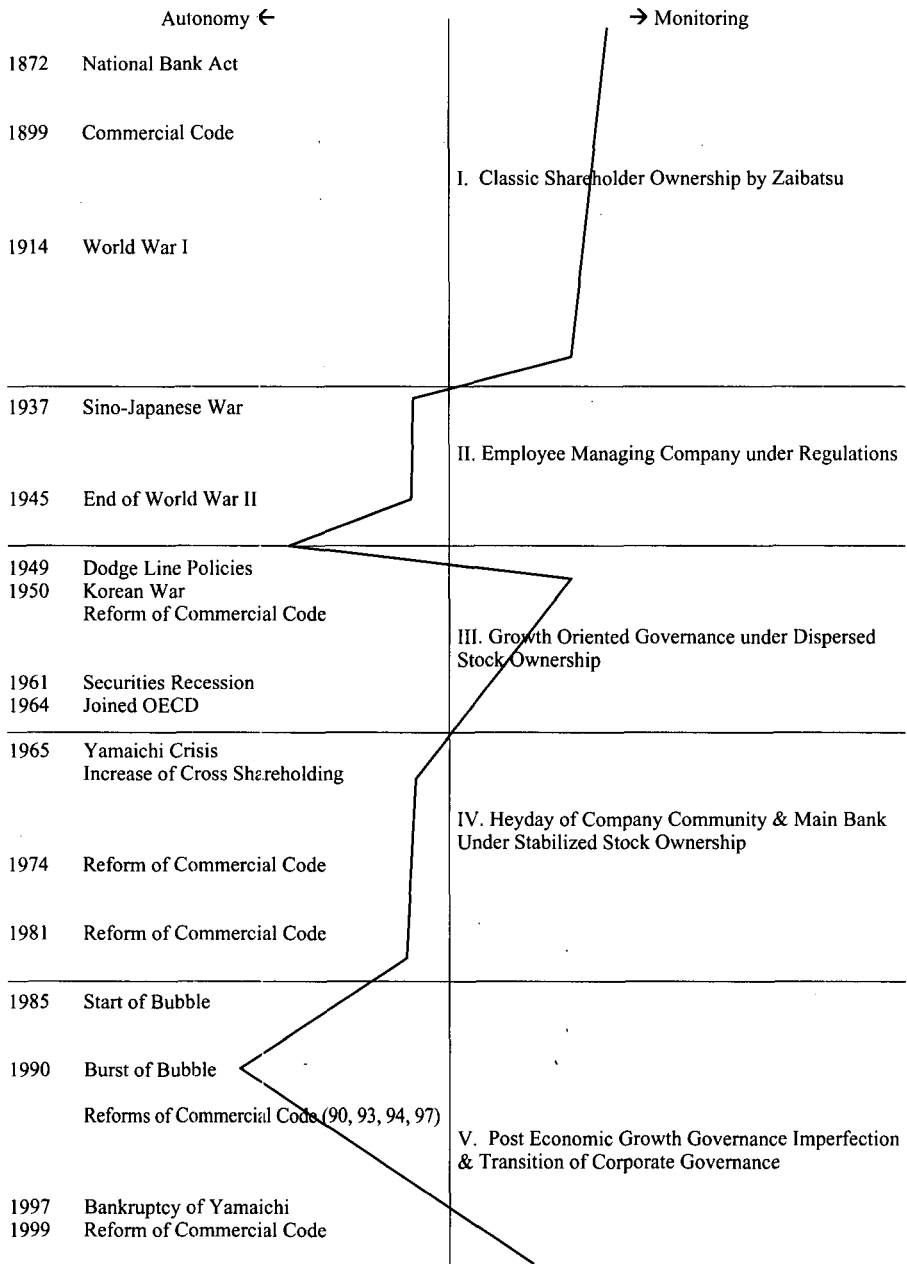 Autonomy ← → Monitoring
1872 National Bank Act
1899 Commercial Code
I. Classic Shareholder Ownership by Zaibatsu
1914 World War I
1937 Sino-Japanese War
II. Employee Managing Company under Regulations
1945 End of World War II
1949 Dodge Line Policies
1950 Korean War
Reform of Commercial Code
III. Growth Oriented Governance under Dispersed
Stock Ownership
1961 Securities Recession
1964 Joined OECD
1965 Yamaichi Crisis
Increase of Cross Shareholding
IV. Heyday of Company Community & Main Bank
Under Stabilized Stock Ownership
1974 Reform of Commercial Code
1981 Reform of Commercial Code
1985 Start of Bubble
1990 Burst of Bubble
Reforms of Commercial Code (90, 93, 94, 97)
V. Post Economic Growth Governance Imperfection
& Transition of Corporate Governance
1997 Bankruptcy of Yamaichi
1999 Reform of Commercial Code